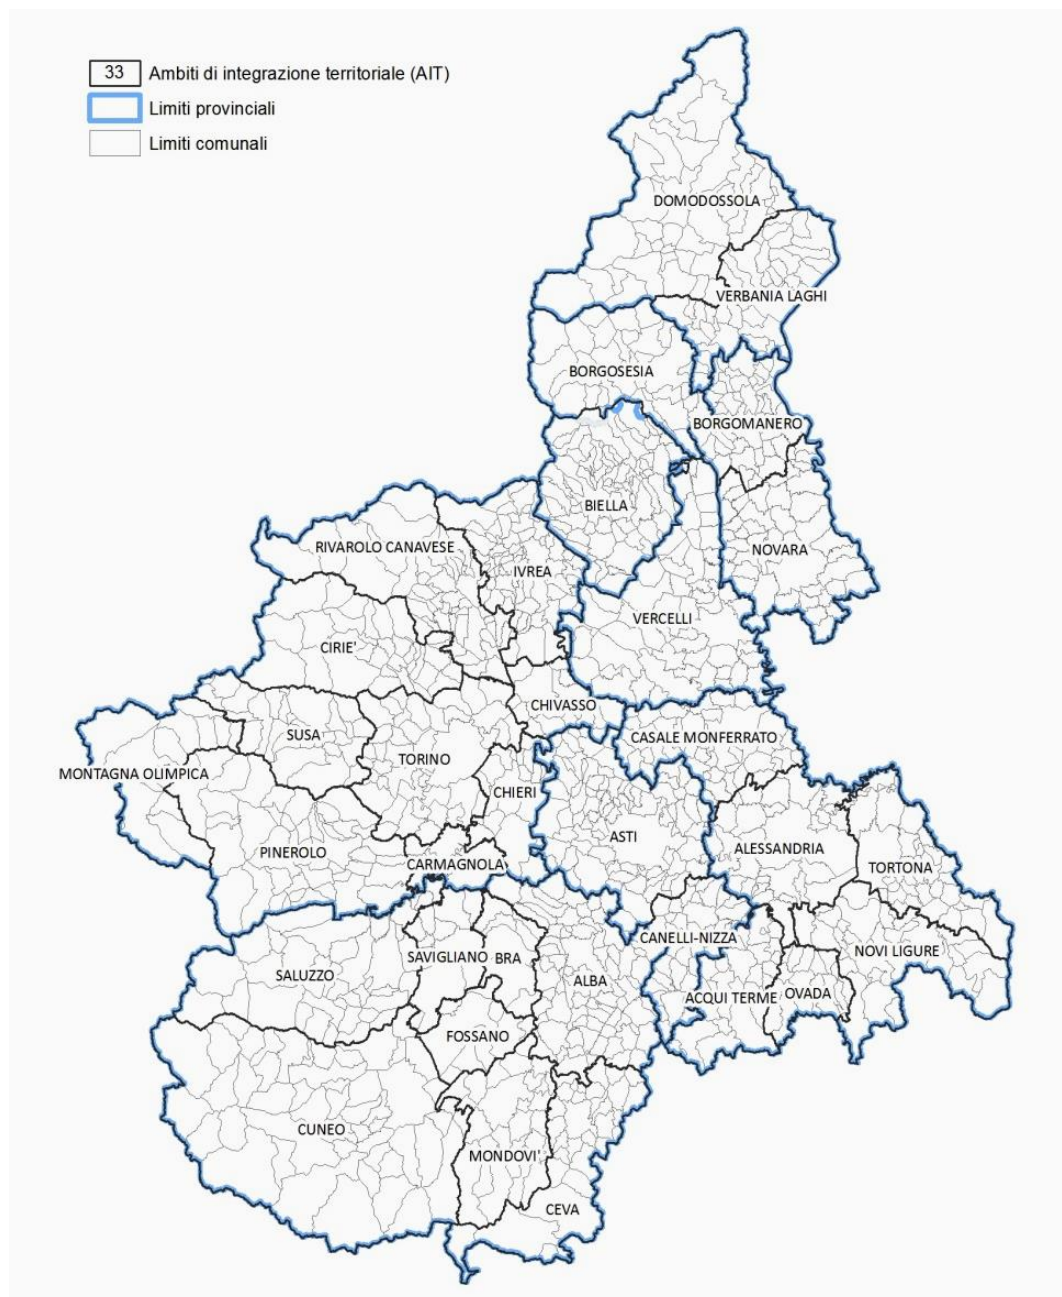 33 Ambiti di integrazione territoriale (AIT)
Limiti provinciali
Limiti comunali
DOMODOSSOLA
VERBANIA LAGHI
BORGOSESIA
BORGOMANERO
BIELLA
RIVAROLO CANAVESE
NOVARA
IVREA
VERCELLI
CIRIE'
CHIVASSO
SUSA
CASALE MONFERRATO
TORINO
MONTAGNA OLIMPICA
CHIERI
ASTI
ALESSANDRIA
PINEROLO
CARMAGNOLA
TORTONA
CANELLI-NIZZA
NOVI LIGURE
SAVIGLIANO
BRA
SALUZZO
ALBA
OVADA
ACQUI TERME
FOSSANO
CUNEO
MONDOVI'
CEVA